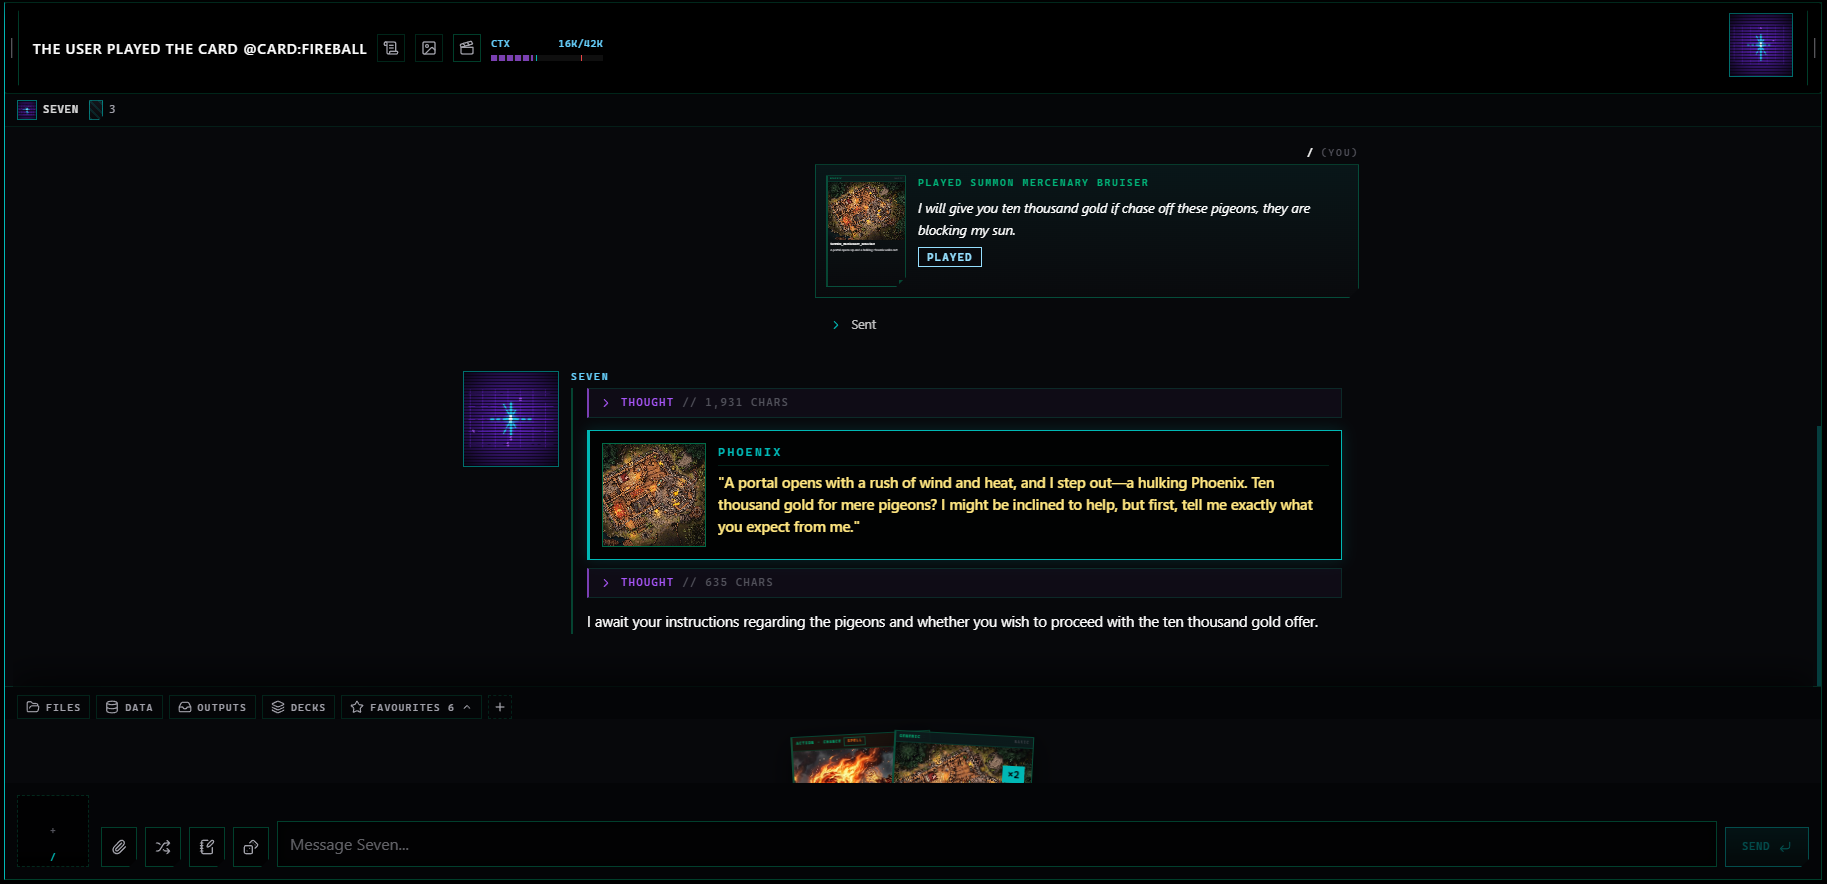 THE USER PLAYED THE CARD @CARD:FIREBALL
CTX 16K/42K
SEVEN 3
/ (YOU)
PLAYED SUMMON MERCENARY BRUISER
I will give you ten thousand gold if chase off these pigeons, they are
blocking my sun.
PLAYED
Sent
SEVEN
THOUGHT // 1,931 CHARS
PHOENIX
"A portal opens with a rush of wind and heat, and I step out—a hulking Phoenix. Ten
thousand gold for mere pigeons? I might be inclined to help, but first, tell me exactly what
you expect from me."
THOUGHT // 635 CHARS
I await your instructions regarding the pigeons and whether you wish to proceed with the ten thousand gold offer.
FILES DATA OUTPUTS DECKS FAVOURITES 6 +
ACTION SPELL
GENERIC
×2
+
/
Message Seven...
SEND